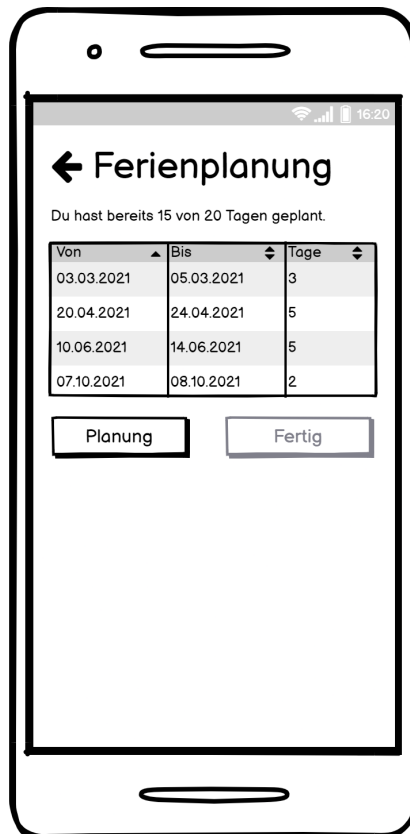 16:20
Ferienplanung
Du hast bereits 15 von 20 Tagen geplant.
Von Bis Tage
03.03.2021 05.03.2021 3
20.04.2021 24.04.2021 5
10.06.2021 14.06.2021 5
07.10.2021 08.10.2021 2
Planung Fertig